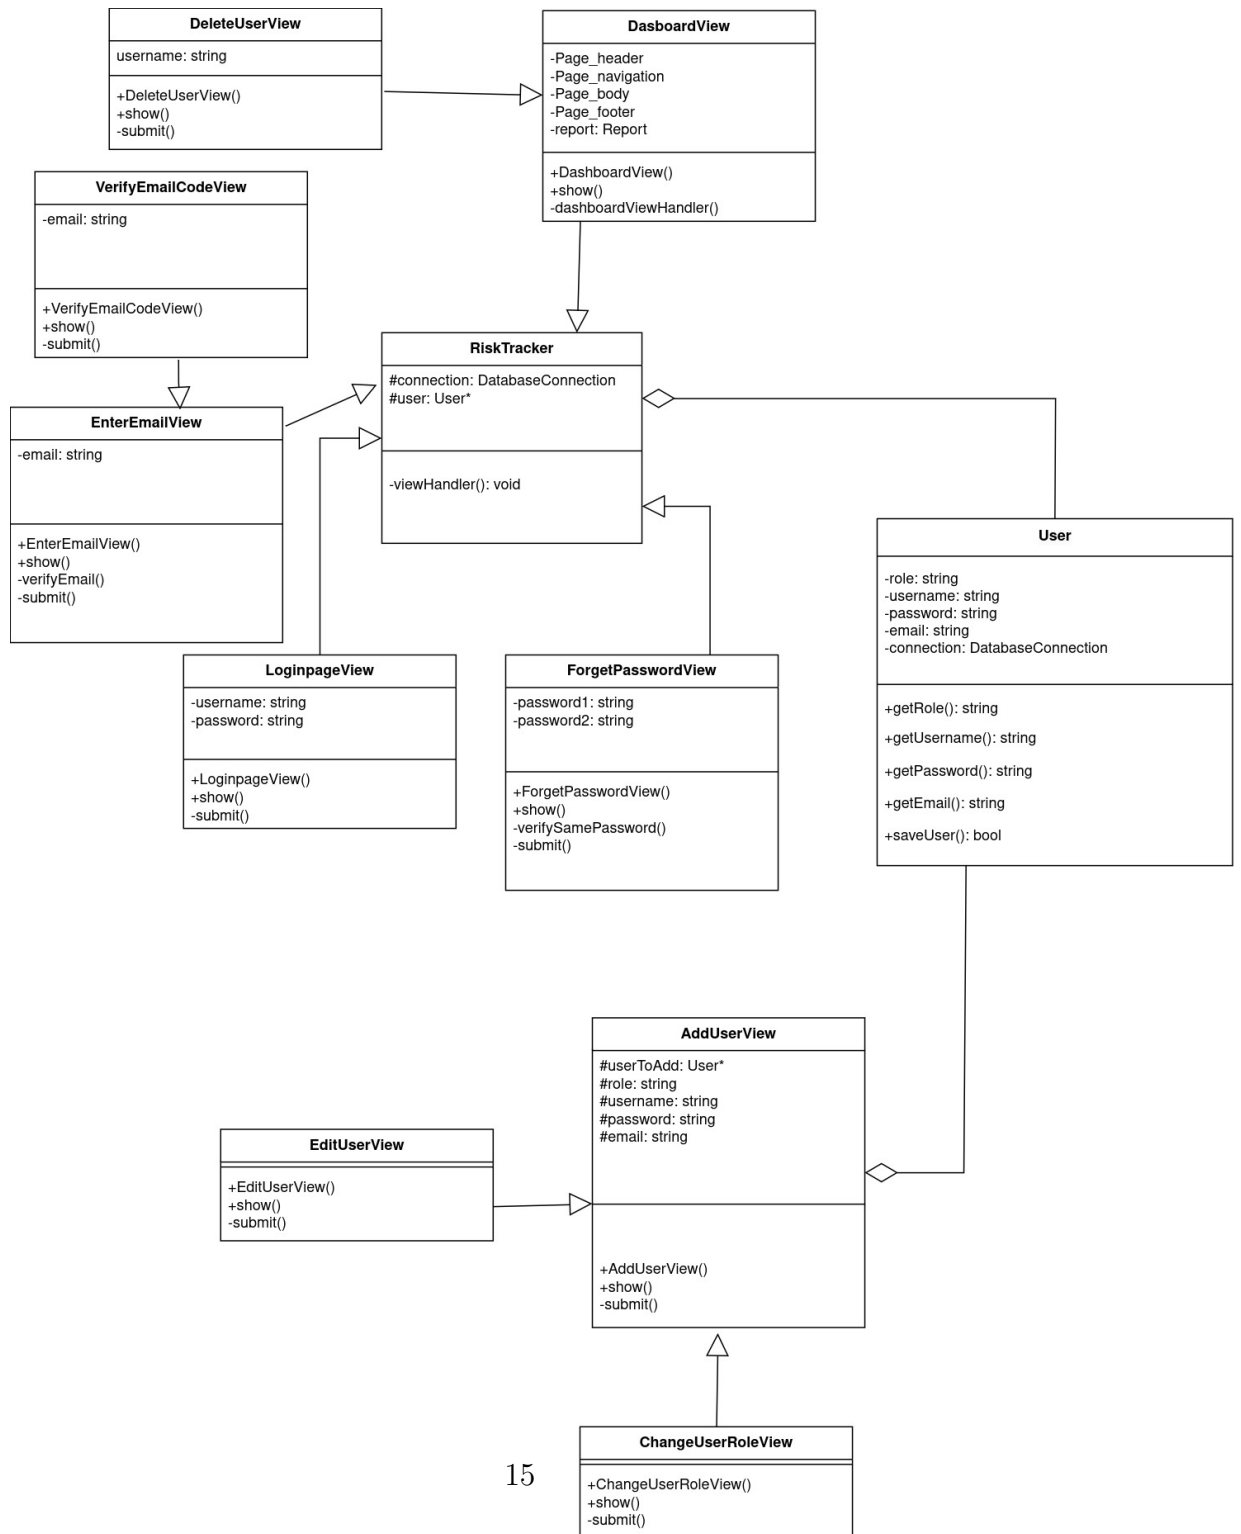 DeleteUserView
username: string
+DeleteUserView()
+show()
-submit()
DasboardView
-Page_header
-Page_navigation
-Page_body
-Page_footer
-report: Report
+DashboardView()
+show()
-dashboardViewHandler()
VerifyEmailCodeView
-email: string
+VerifyEmailCodeView()
+show()
-submit()
RiskTracker
#connection: DatabaseConnection
#user: User*
-viewHandler(): void
EnterEmailView
-email: string
+EnterEmailView()
+show()
-verifyEmail()
-submit()
User
-role: string
-username: string
-password: string
-email: string
-connection: DatabaseConnection
+getRole(): string
+getUsername(): string
+getPassword(): string
+getEmail(): string
+saveUser(): bool
LoginpageView
-username: string
-password: string
+LoginpageView()
+show()
-submit()
ForgetPasswordView
-password1: string
-password2: string
+ForgetPasswordView()
+show()
-verifySamePassword()
-submit()
AddUserView
#userToAdd: User*
#role: string
#username: string
#password: string
#email: string
+AddUserView()
+show()
-submit()
EditUserView
+EditUserView()
+show()
-submit()
ChangeUserRoleView
+ChangeUserRoleView()
+show()
-submit()
15